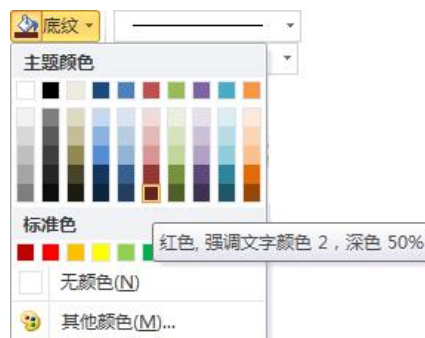 底纹
主题颜色
标准色
红色, 强调文字颜色 2，深色 50%
无颜色(N)
其他颜色(M)...